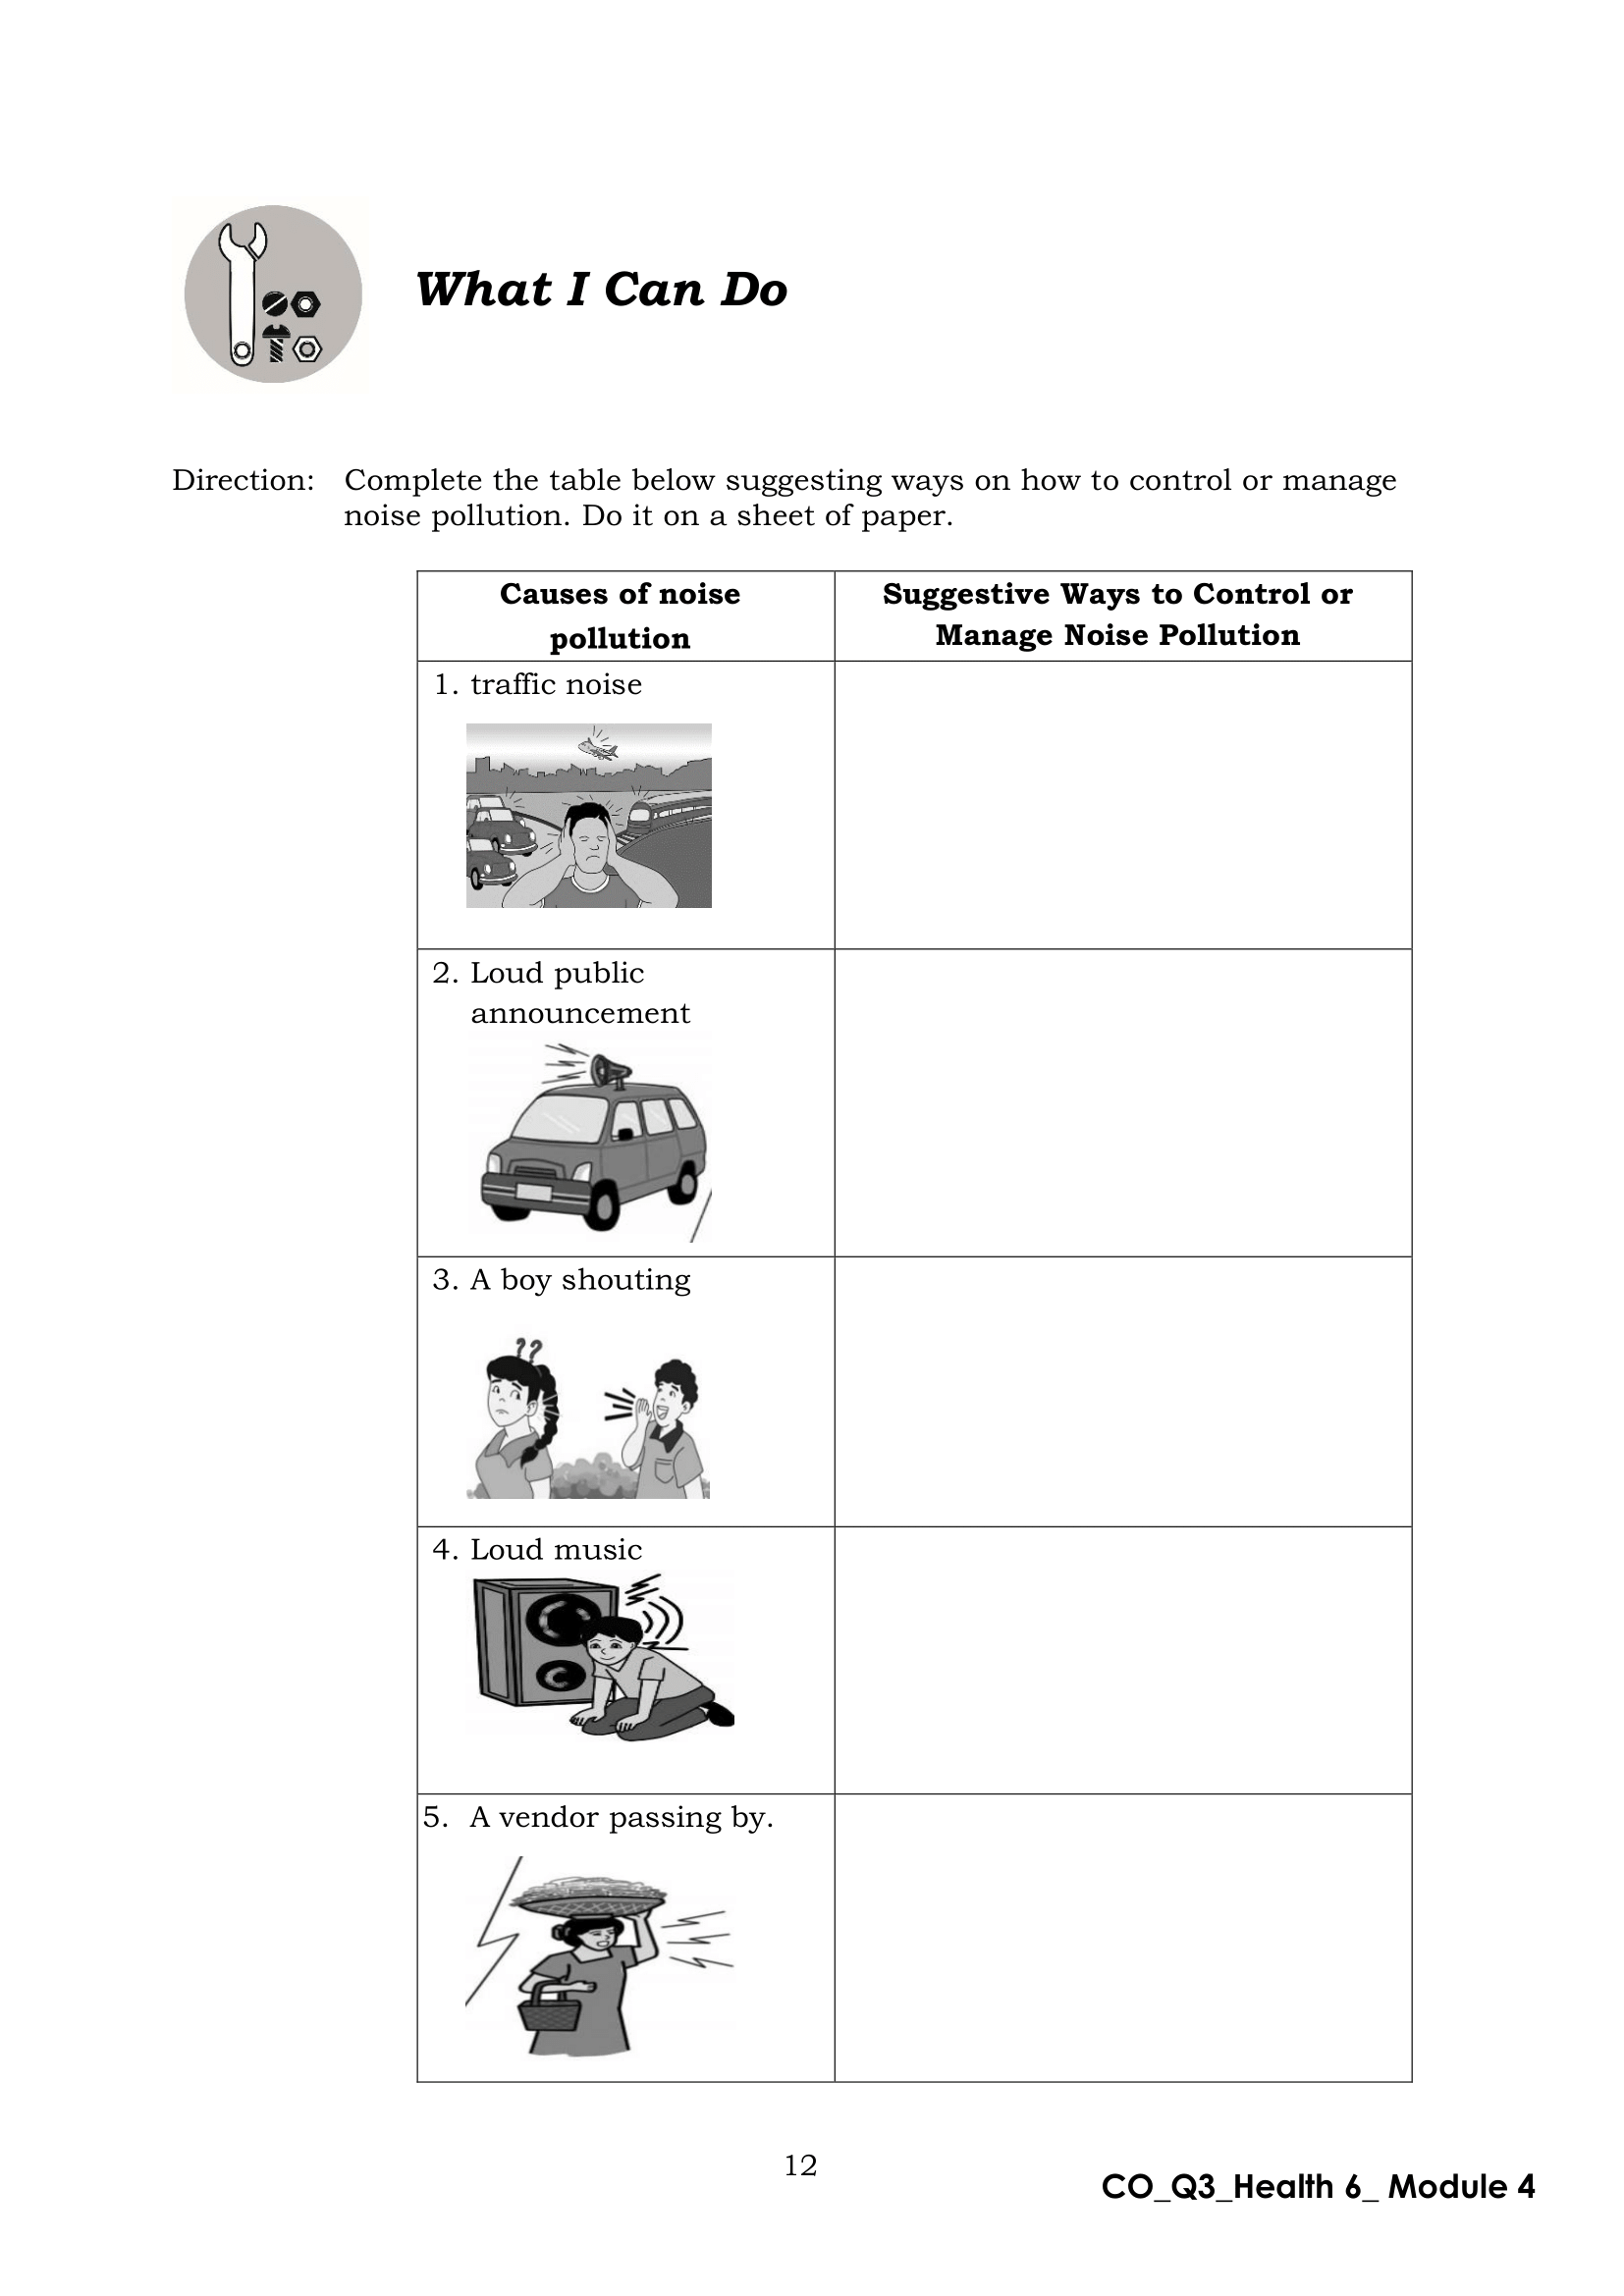 What I Can Do
Direction: Complete the table below suggesting ways on how to control or manage
noise pollution. Do it on a sheet of paper.
Causes of noise
pollution
Suggestive Ways to Control or
Manage Noise Pollution
1. traffic noise
2. Loud public
announcement
??
3. A boy shouting
4. Loud music
5. A vendor passing by.
12
CO_Q3_Health 6_ Module 4